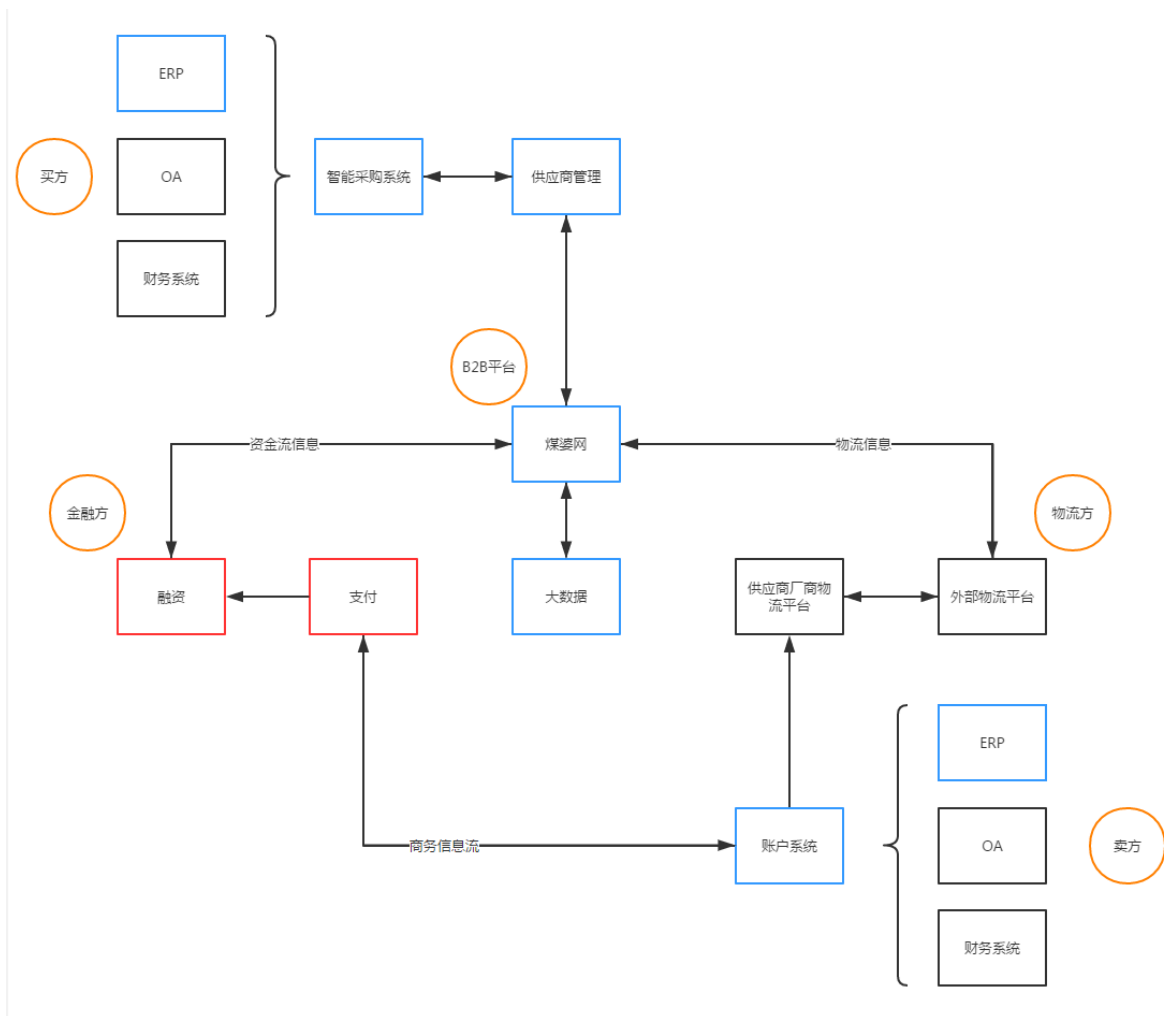 ERP
买方
OA
智能采购系统
供应商管理
财务系统
B2B平台
资金流信息
煤婆网
物流信息
金融方
物流方
融资
支付
大数据
供应商厂商物
流平台
外部物流平台
ERP
商务信息流
账户系统
OA
卖方
财务系统